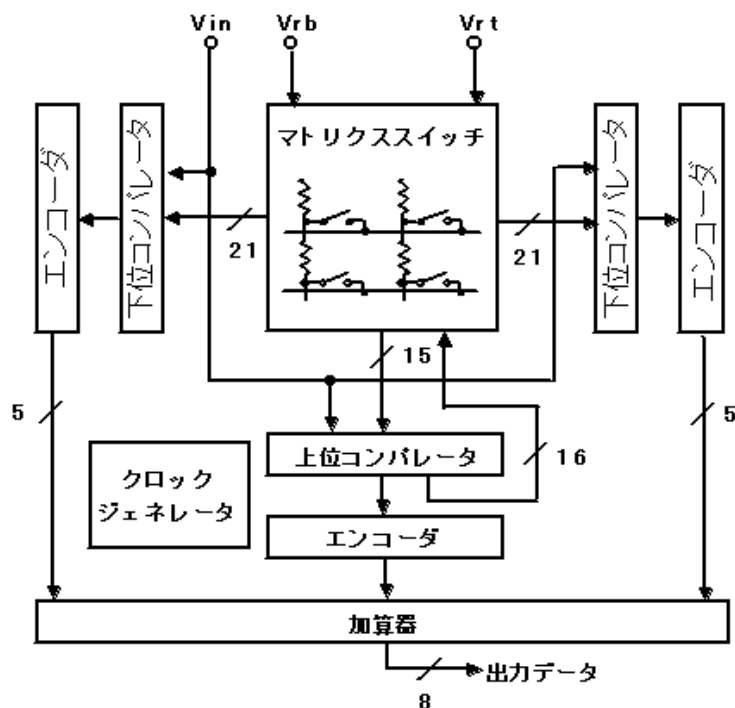 Vin
Vrb
Vrt
エンコーダ
下位コンパレータ
マトリクススイッチ
下位コンパレータ
エンコーダ
21
21
15
5
5
上位コンパレータ
16
クロック
ジェネレータ
エンコーダ
加算器
出力データ
8